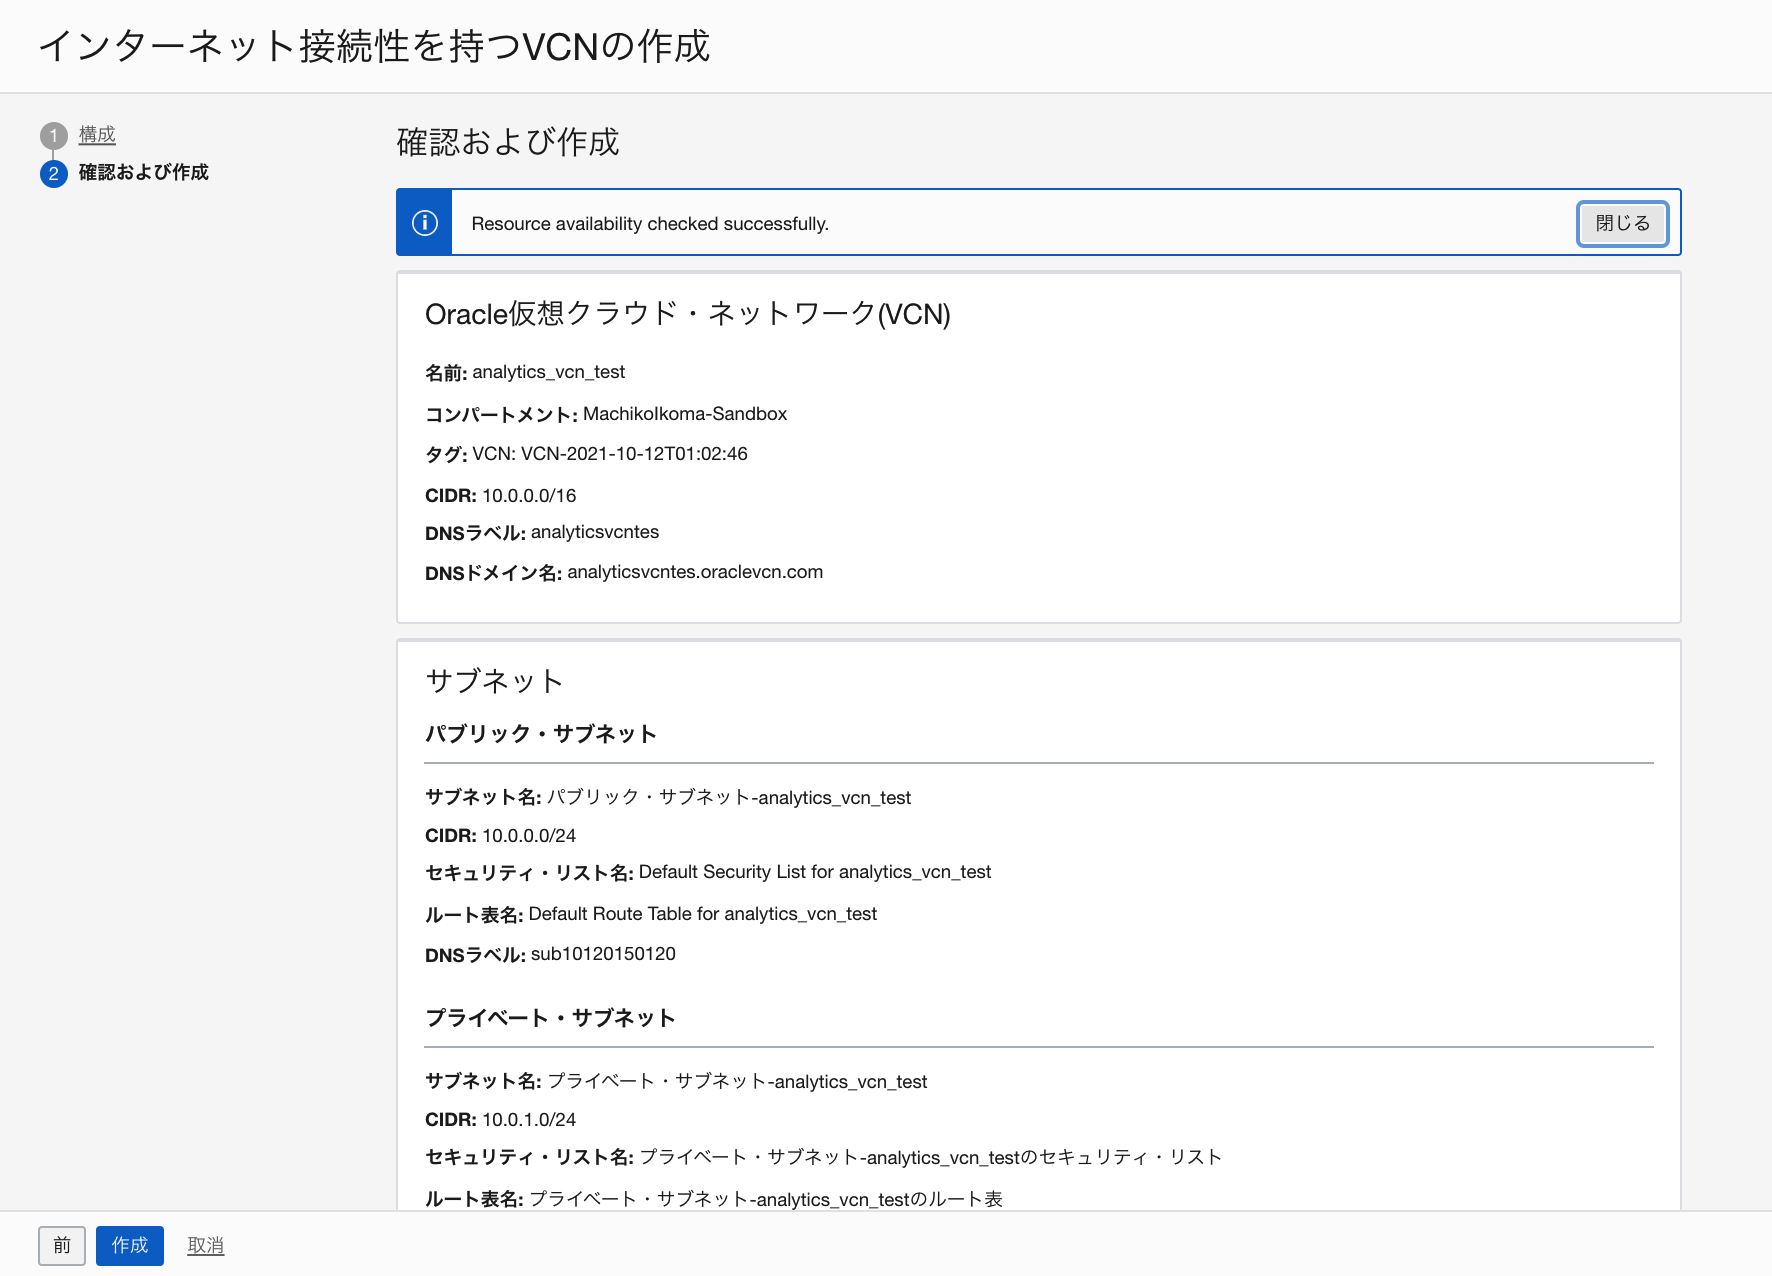 インターネット接続性を持つVCNの作成
1 構成
2 確認および作成
確認および作成
Resource availability checked successfully.
閉じる
Oracle仮想クラウド・ネットワーク(VCN)
名前: analytics_vcn_test
コンパートメント: MachikoIkoma-Sandbox
タグ: VCN: VCN-2021-10-12T01:02:46
CIDR: 10.0.0.0/16
DNSラベル: analyticsvcntes
DNSドメイン名: analyticsvcntes.oraclevcn.com
サブネット
パブリック・サブネット
サブネット名: パブリック・サブネット-analytics_vcn_test
CIDR: 10.0.0.0/24
セキュリティ・リスト名: Default Security List for analytics_vcn_test
ルート表名: Default Route Table for analytics_vcn_test
DNSラベル: sub10120150120
プライベート・サブネット
サブネット名: プライベート・サブネット-analytics_vcn_test
CIDR: 10.0.1.0/24
セキュリティ・リスト名: プライベート・サブネット-analytics_vcn_testのセキュリティ・リスト
ルート表名: プライベート・サブネット-analytics_vcn_testのルート表
前 作成 取消